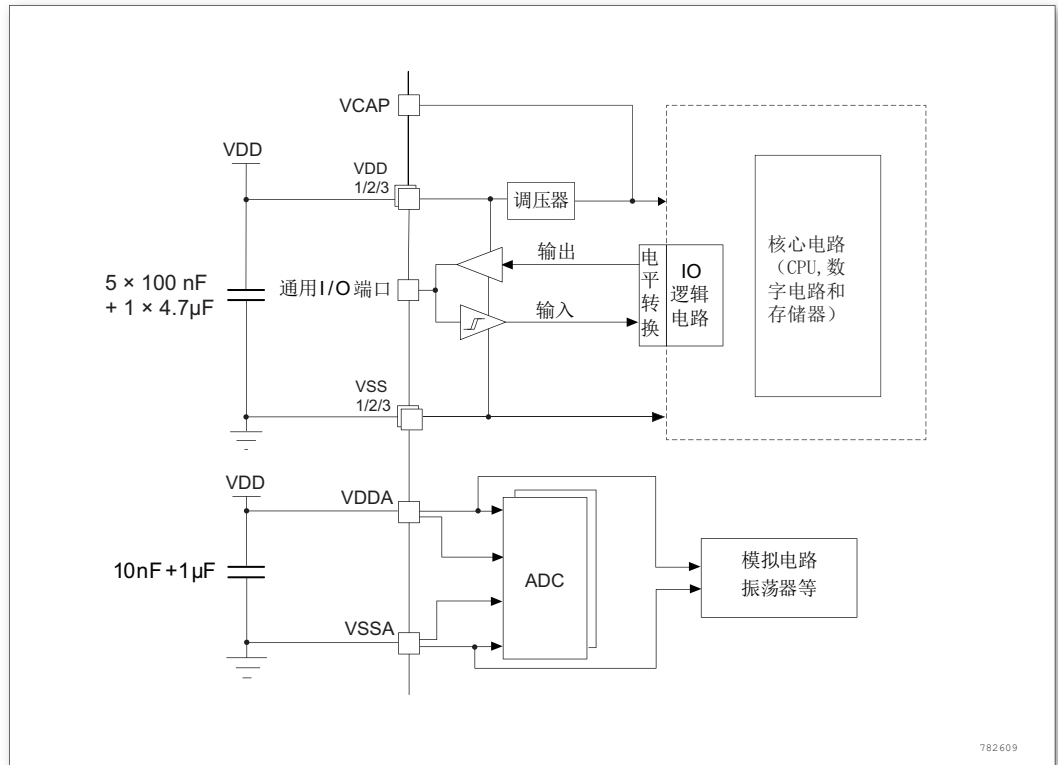 VCAP
VDD
VDD
1/2/3
调压器
输出
通用I/O端口
输入
电
平
转
换
IO
逻辑
电路
核心电路
（CPU,数
字电路和
存储器）
5 × 100 nF
+ 1 × 4.7µF
VSS
1/2/3
VDD
VDDA
10nF+1µF
ADC
模拟电路
振荡器等
VSSA
782609